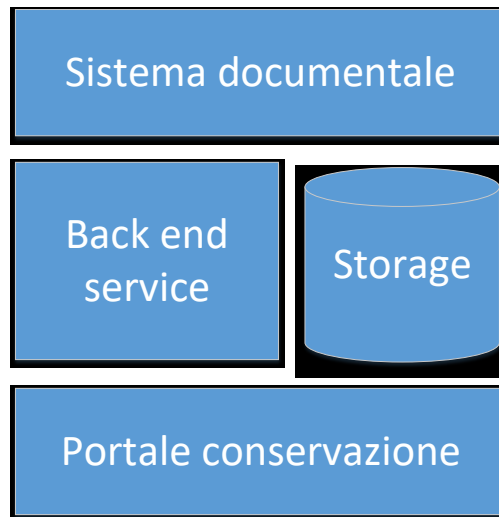 Sistema documentale
Back end
service
Storage
Portale conservazione